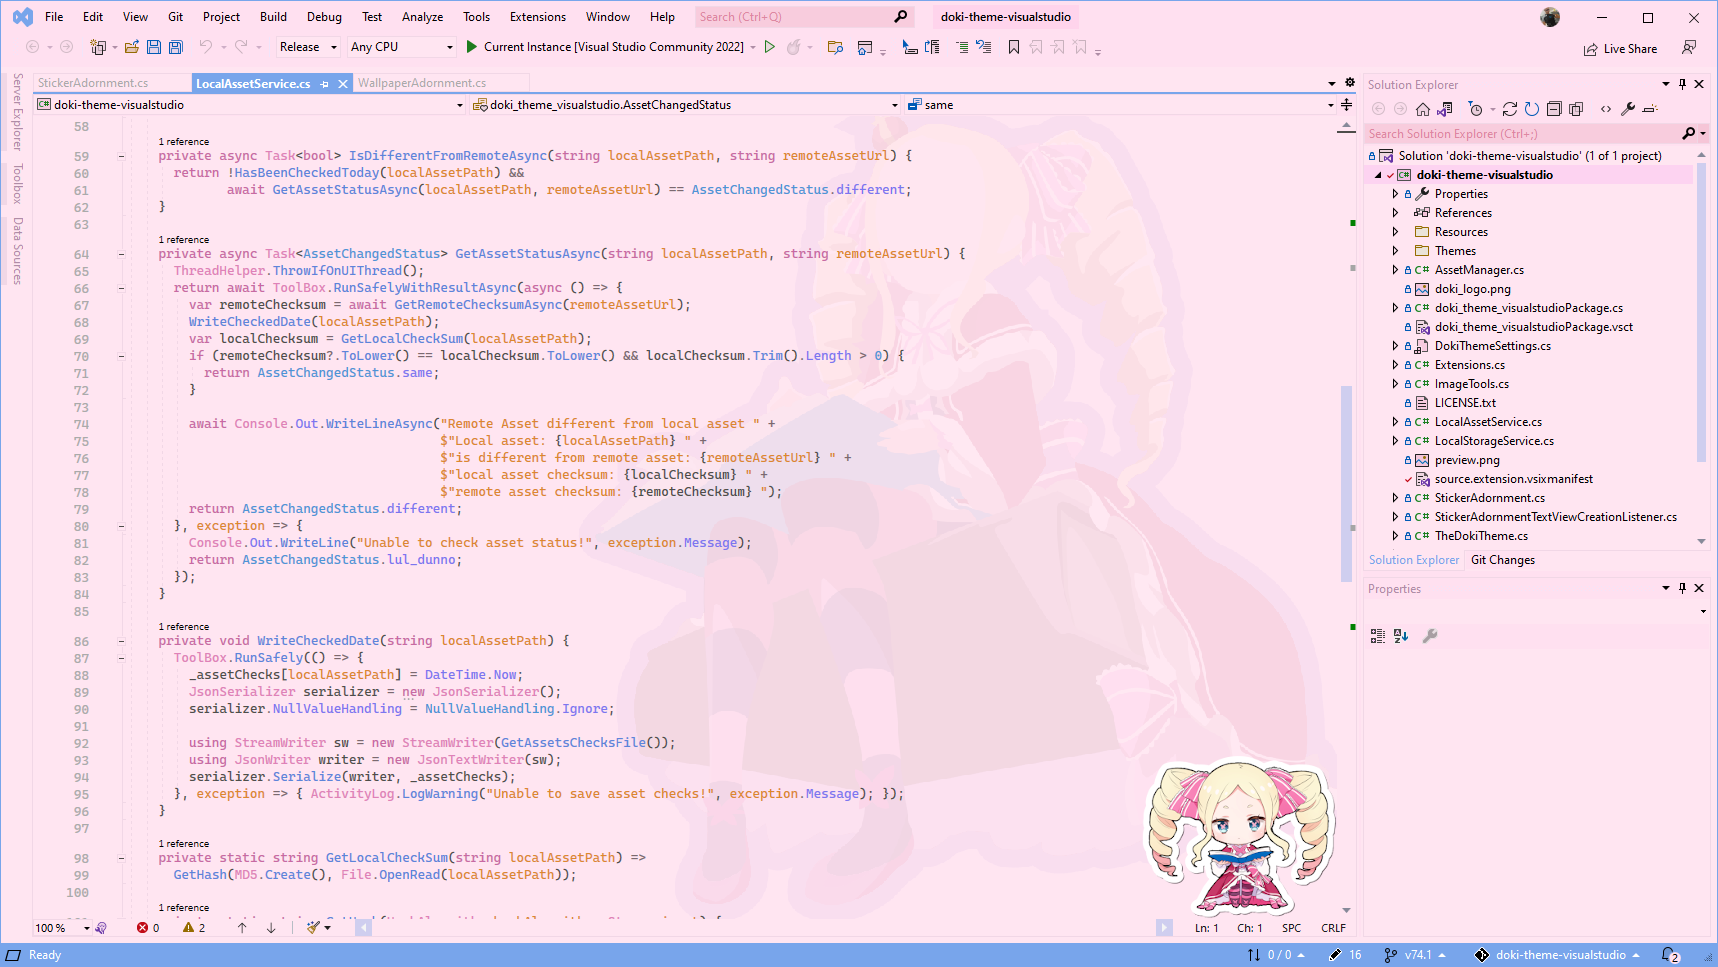 File Edit View Git Project Build Debug Test Analyze Tools Extensions Window Help Search (Ctrl+Q) doki-theme-visualstudio
Release Any CPU Current Instance [Visual Studio Community 2022] Live Share
Server Explorer
Toolbox
Data Sources
StickerAdornment.cs LocalAssetService.cs WallpaperAdornment.cs
doki-theme-visualstudio doki_theme_visualstudio.AssetChangedStatus same
58
1 reference
59 private async Task<bool> IsDifferentFromRemoteAsync(string localAssetPath, string remoteAssetUrl) {
60 return !HasBeenCheckedToday(localAssetPath) &&
61 await GetAssetStatusAsync(localAssetPath, remoteAssetUrl) == AssetChangedStatus.different;
62 }
63
1 reference
64 private async Task<AssetChangedStatus> GetAssetStatusAsync(string localAssetPath, string remoteAssetUrl) {
65 ThreadHelper.ThrowIfOnUIThread();
66 return await ToolBox.RunSafelyWithResultAsync(async () => {
67 var remoteChecksum = await GetRemoteChecksumAsync(remoteAssetUrl);
68 WriteCheckedDate(localAssetPath);
69 var localChecksum = GetLocalCheckSum(localAssetPath);
70 if (remoteChecksum?.ToLower() == localChecksum.ToLower() && localChecksum.Trim().Length > 0) {
71 return AssetChangedStatus.same;
72 }
73
74 await Console.Out.WriteLineAsync("Remote Asset different from local asset " +
75 $"Local asset: {localAssetPath} " +
76 $"is different from remote asset: {remoteAssetUrl} " +
77 $"local asset checksum: {localChecksum} " +
78 $"remote asset checksum: {remoteChecksum} ");
79 return AssetChangedStatus.different;
80 }, exception => {
81 Console.Out.WriteLine("Unable to check asset status!", exception.Message);
82 return AssetChangedStatus.lul_dunno;
83 });
84 }
85
1 reference
86 private void WriteCheckedDate(string localAssetPath) {
87 ToolBox.RunSafely(() => {
88 _assetChecks[localAssetPath] = DateTime.Now;
89 JsonSerializer serializer = new JsonSerializer();
90 serializer.NullValueHandling = NullValueHandling.Ignore;
91
92 using StreamWriter sw = new StreamWriter(GetAssetsChecksFile());
93 using JsonWriter writer = new JsonTextWriter(sw);
94 serializer.Serialize(writer, _assetChecks);
95 }, exception => { ActivityLog.LogWarning("Unable to save asset checks!", exception.Message); });
96 }
97
1 reference
98 private static string GetLocalCheckSum(string localAssetPath) =>
99 GetHash(MD5.Create(), File.OpenRead(localAssetPath));
100
1 reference
100 % 0 2 Ln: 1 Ch: 1 SPC CRLF
Solution Explorer
Search Solution Explorer (Ctrl+;)
Solution 'doki-theme-visualstudio' (1 of 1 project)
doki-theme-visualstudio
Properties
References
Resources
Themes
C# AssetManager.cs
doki_logo.png
C# doki_theme_visualstudioPackage.cs
doki_theme_visualstudioPackage.vsct
DokiThemeSettings.cs
C# Extensions.cs
C# ImageTools.cs
LICENSE.txt
C# LocalAssetService.cs
C# LocalStorageService.cs
preview.png
source.extension.vsixmanifest
C# StickerAdornment.cs
C# StickerAdornmentTextViewCreationListener.cs
C# TheDokiTheme.cs
Solution Explorer Git Changes
Properties
Ready 0 / 0 16 v74.1 doki-theme-visualstudio 2